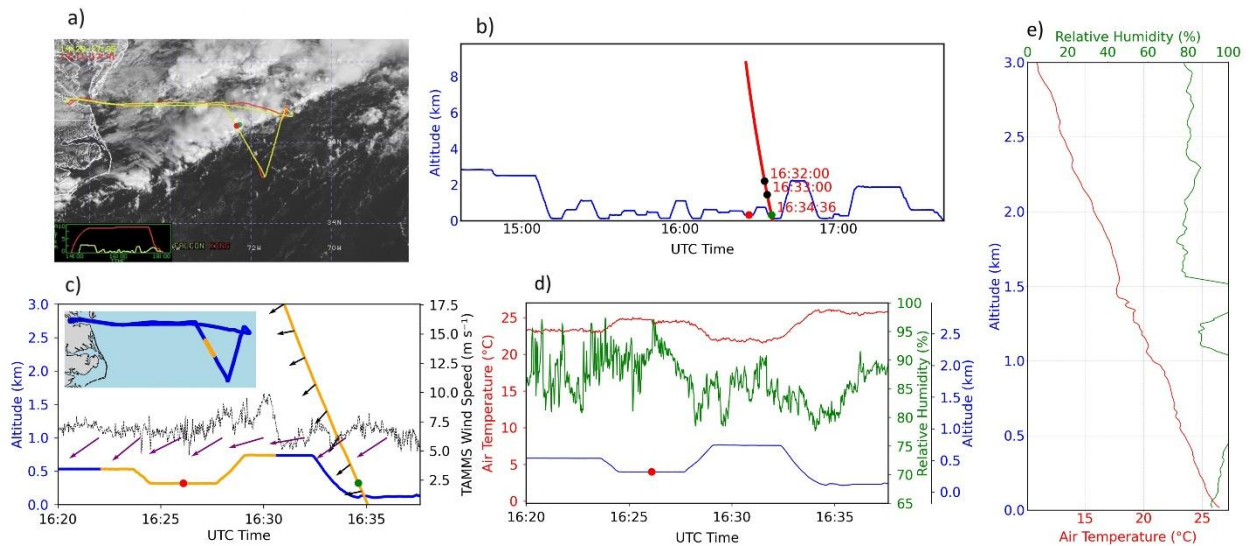 a)
34N
72W
70W
FALCON KING
b)
Altitude (km)
8
6
4
2
0
16:32:00
16:33:00
16:34:36
15:00
16:00
17:00
UTC Time
c)
Altitude (km)
3.0
2.5
2.0
1.5
1.0
0.5
0.0
16:20
16:25
16:30
16:35
UTC Time
17.5
15.0
12.5
10.0
7.5
5.0
2.5
TAMMS Wind Speed (m s⁻¹)
d)
Air Temperature (°C)
25
20
15
10
5
0
16:20
16:25
16:30
16:35
UTC Time
100
95
90
85
80
75
70
65
Relative Humidity (%)
2.5
2.0
1.5
1.0
0.5
0.0
Altitude (km)
e)
Relative Humidity (%)
0 20 40 60 80 100
Altitude (km)
3.0
2.5
2.0
1.5
1.0
0.5
0.0
15 20 25
Air Temperature (°C)